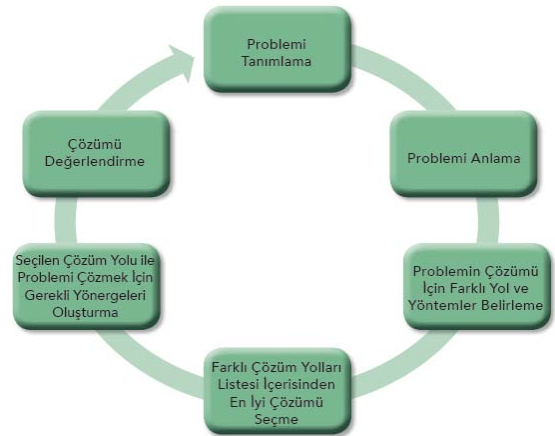 Problemi
Tanımlama
Problemi Anlama
Problemin Çözümü
İçin Farklı Yol ve
Yöntemler Belirleme
Farklı Çözüm Yolları
Listesi İçerisinden
En İyi Çözümü
Seçme
Seçilen Çözüm Yolu ile
Problemi Çözmek İçin
Gerekli Yönergeleri
Oluşturma
Çözümü
Değerlendirme